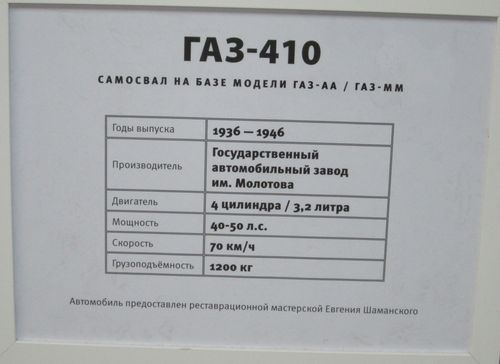 ГАЗ-410
САМОСВАЛ НА БАЗЕ МОДЕЛИ ГАЗ-АА / ГАЗ-ММ
Годы выпуска 1936 — 1946
Производитель Государственный
автомобильный завод
им. Молотова
Двигатель 4 цилиндра / 3,2 литра
Мощность 40-50 л.с.
Скорость 70 км/ч
Грузоподъёмность 1200 кг
Автомобиль предоставлен реставрационной мастерской Евгения Шаманского